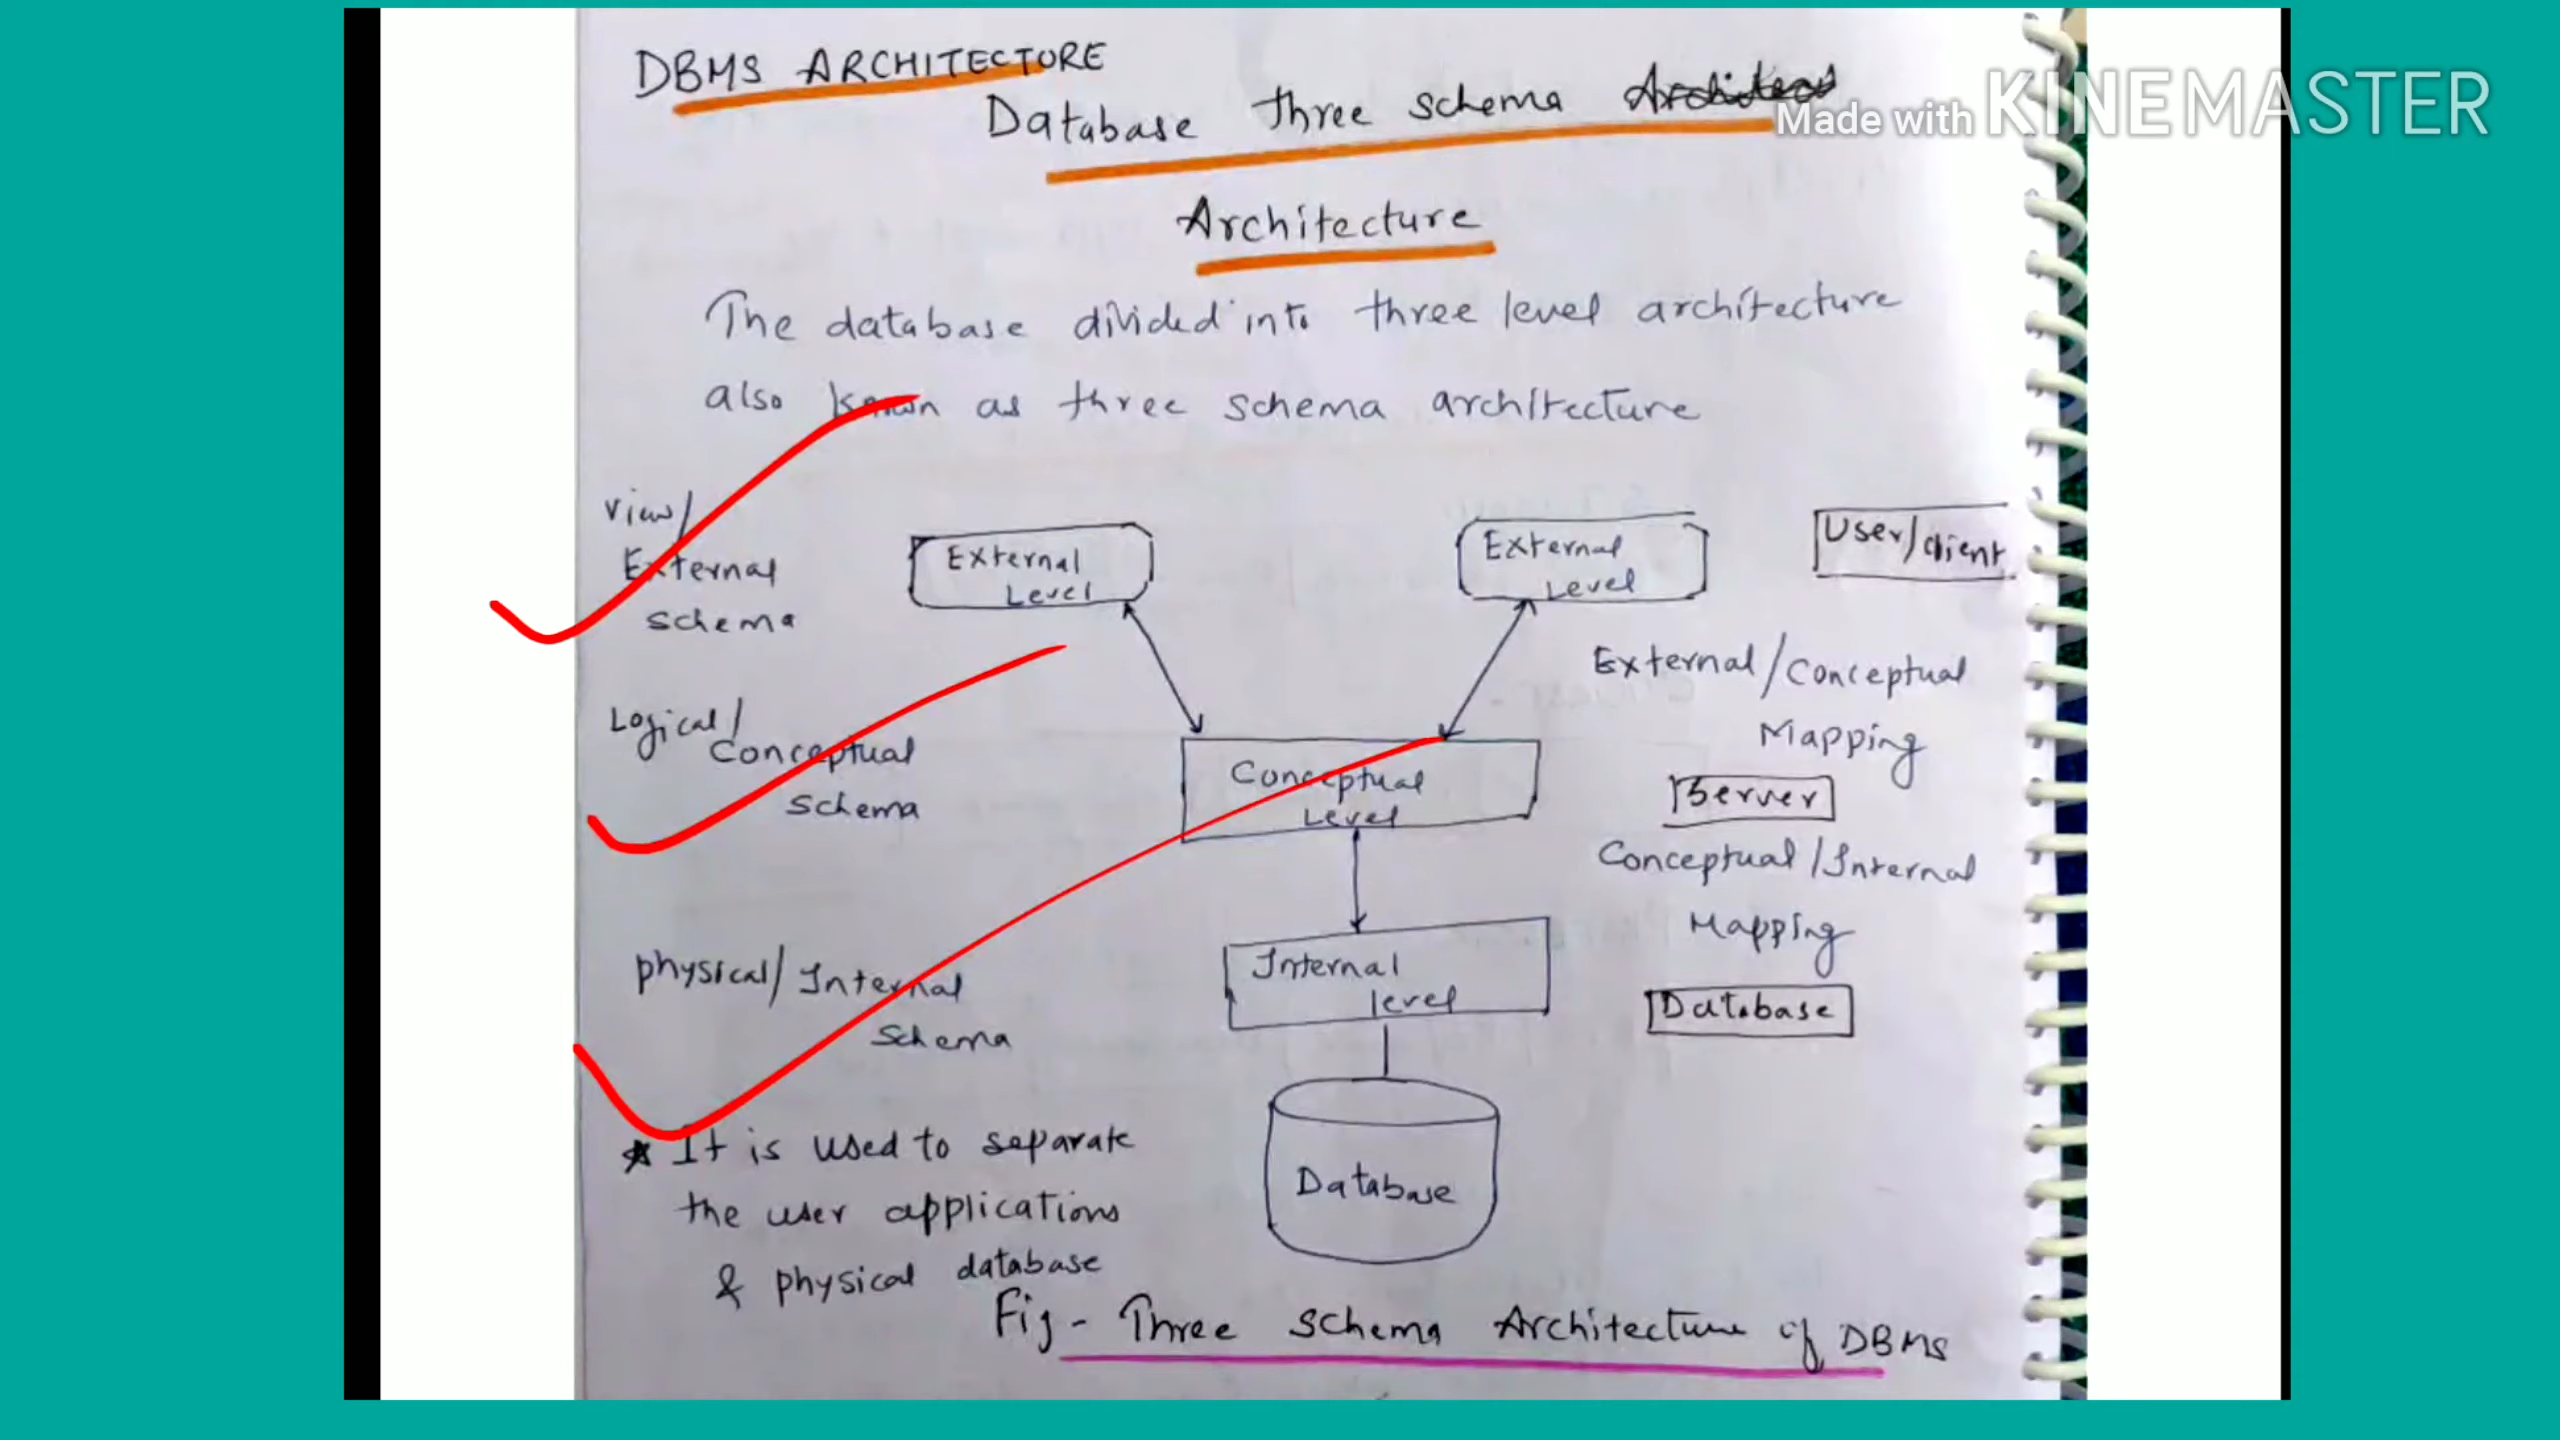 DBMS ARCHITECTURE
Made with KINEMASTER
Database three schema
Architecture
The database divided into three level architecture
also known as three schema architecture
View/
External
Schema
External
Level
External
Level
User/client
External/Conceptual
Mapping
Logical/
Conceptual
Schema
Conceptual
Level
Server
Conceptual/Internal
Mapping
Physical/Internal
Schema
Internal
level
Database
* It is used to separate
the user applications
& physical database
Database
Fig - Three Schema Architecture of DBMS